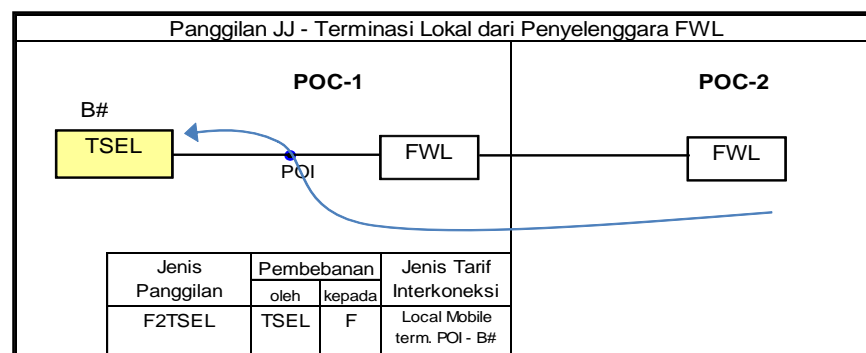 Panggilan JJ - Terminasi Lokal dari Penyelenggara FWL
POC-1
POC-2
B#
TSEL
POI
FWL
FWL
Jenis Panggilan
Pembebanan
oleh
kepada
Jenis Tarif Interkoneksi
F2TSEL
TSEL
F
Local Mobile
term. POI - B#